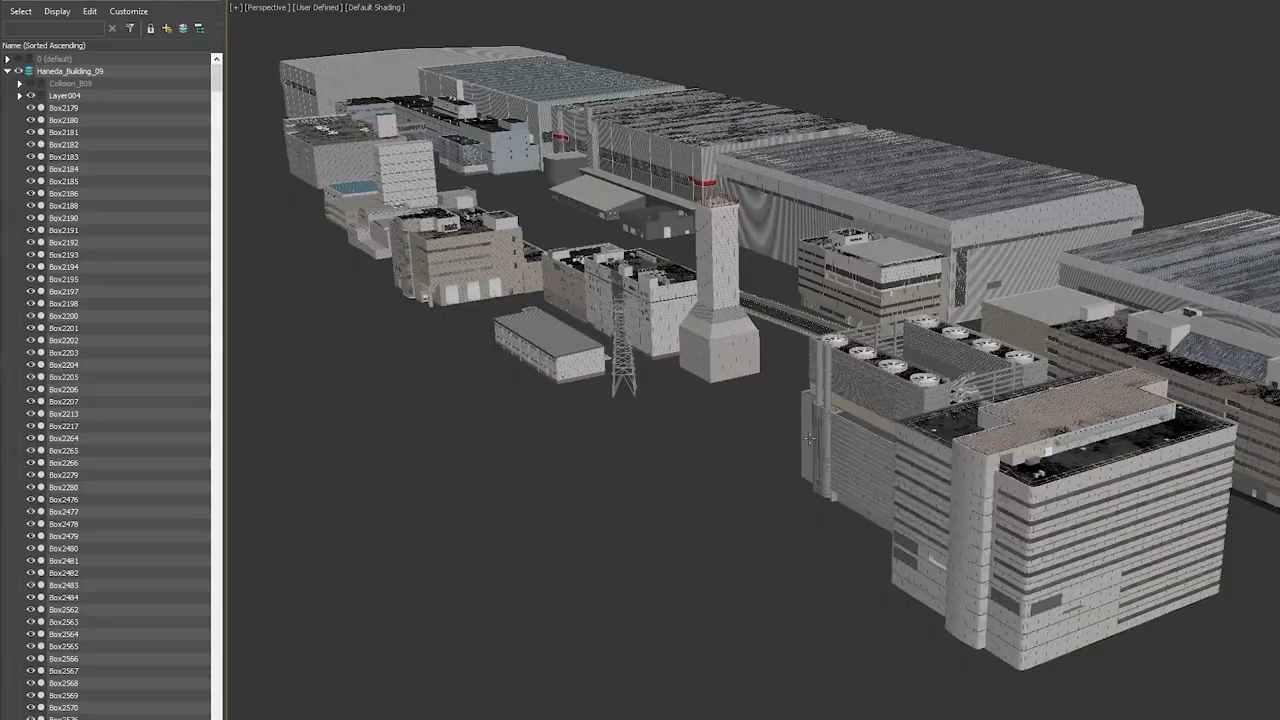 Select Display Edit Customize
[+] [Perspective] [User Defined] [Default Shading]
Name (Sorted Ascending)
0 (default)
Haneda_Building_09
Collision_B09
Layer004
Box2179
Box2180
Box2181
Box2182
Box2183
Box2184
Box2185
Box2186
Box2188
Box2190
Box2191
Box2192
Box2193
Box2194
Box2195
Box2197
Box2198
Box2200
Box2201
Box2202
Box2203
Box2204
Box2205
Box2206
Box2207
Box2213
Box2217
Box2264
Box2265
Box2266
Box2279
Box2280
Box2476
Box2477
Box2478
Box2479
Box2480
Box2481
Box2482
Box2483
Box2484
Box2562
Box2563
Box2564
Box2565
Box2566
Box2567
Box2568
Box2569
Box2570